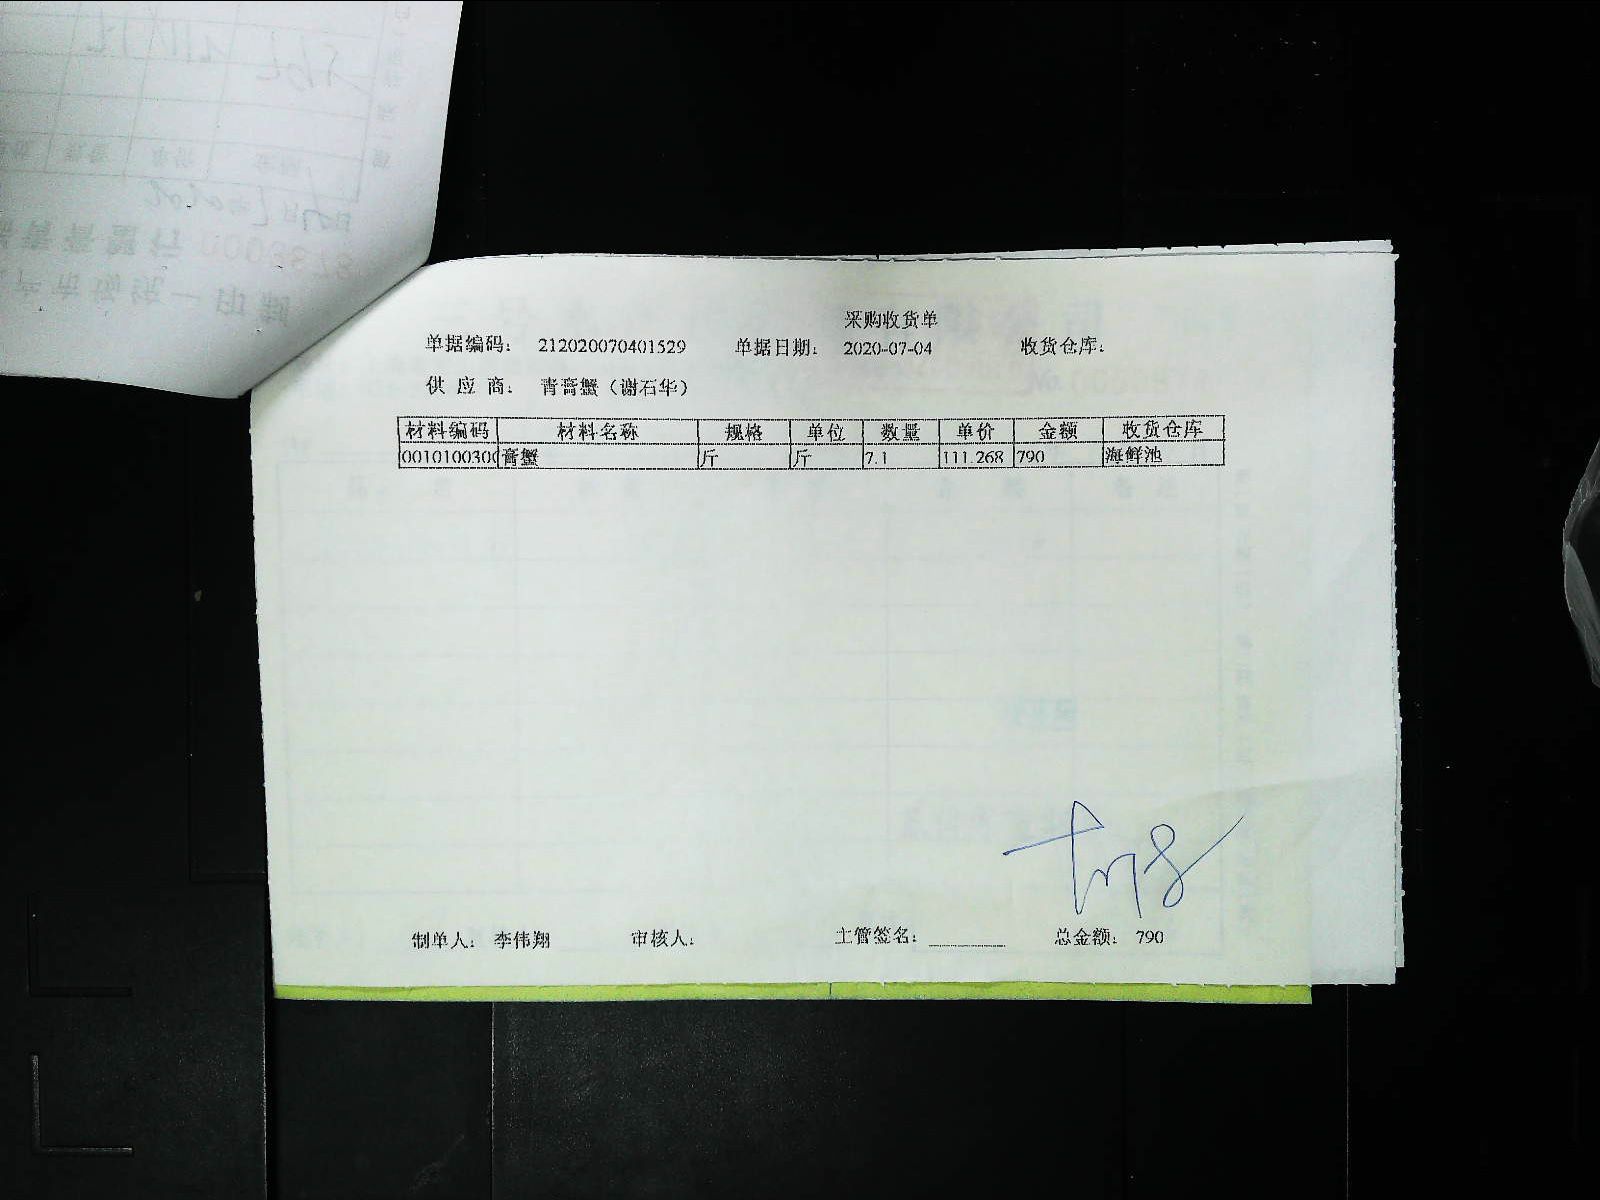 采购收货单
单据编码： 212020070401529 单据日期： 2020-07-04 收货仓库：
供 应 商： 青膏蟹（谢石华）
材料编码 材料名称 规格 单位 数量 单价 金额 收货仓库
0010100300 膏蟹 斤 斤 7.1 111.268 790 海鲜池
制单人： 李伟翔 审核人： 主管签名： 总金额： 790